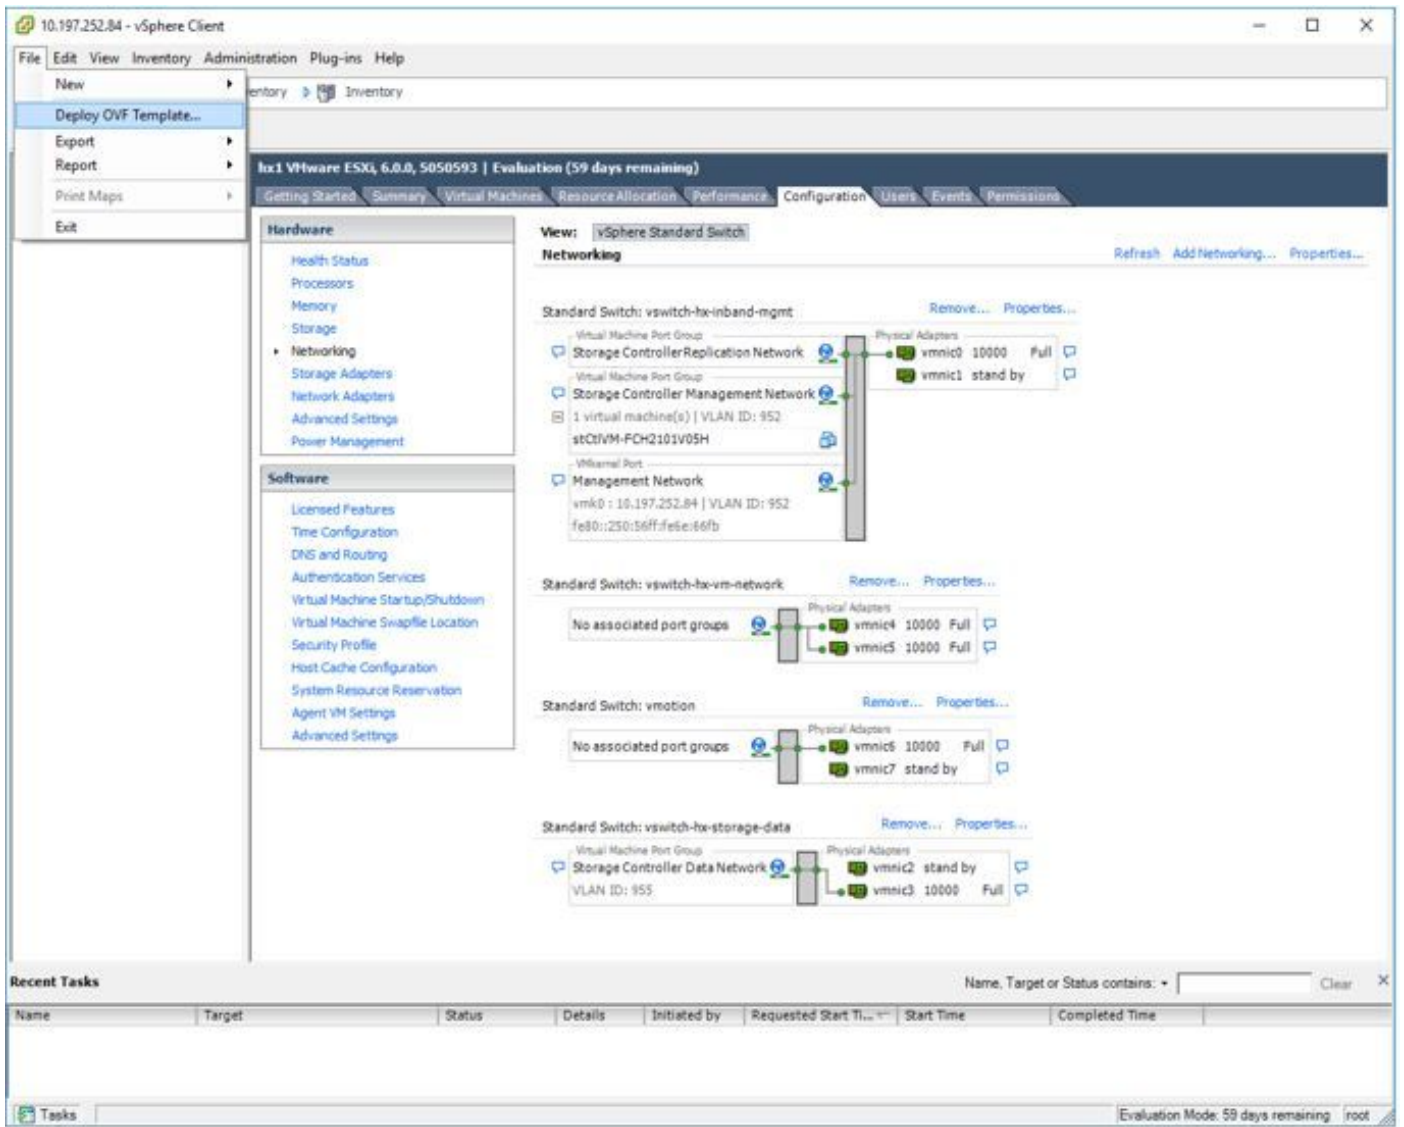 10.197.252.84 - vSphere Client
File Edit View Inventory Administration Plug-ins Help
New
entory Inventory
Deploy OVF Template...
Export
Report
Print Maps
Exit
hx1 VMware ESXi, 6.0.0, 5050593 | Evaluation (59 days remaining)
Getting Started Summary Virtual Machines Resource Allocation Performance Configuration Users Events Permissions
Hardware
Health Status
Processors
Memory
Storage
Networking
Storage Adapters
Network Adapters
Advanced Settings
Power Management
Software
Licensed Features
Time Configuration
DNS and Routing
Authentication Services
Virtual Machine Startup/Shutdown
Virtual Machine Swapfile Location
Security Profile
Host Cache Configuration
System Resource Reservation
Agent VM Settings
Advanced Settings
View: vSphere Standard Switch
Networking Refresh Add Networking... Properties...
Standard Switch: vswitch-hx-inband-mgmt Remove... Properties...
Virtual Machine Port Group Physical Adapters
Storage Controller Replication Network vmnic0 10000 Full
Virtual Machine Port Group vmnic1 stand by
Storage Controller Management Network
1 virtual machine(s) | VLAN ID: 952
stCtlVM-FCH2101V05H
VMkernel Port
Management Network
vmk0 : 10.197.252.84 | VLAN ID: 952
fe80::250:56ff:fe6e:66fb
Standard Switch: vswitch-hx-vm-network Remove... Properties...
Physical Adapters
No associated port groups vmnic4 10000 Full
vmnic5 10000 Full
Standard Switch: vmotion Remove... Properties...
Physical Adapters
No associated port groups vmnic6 10000 Full
vmnic7 stand by
Standard Switch: vswitch-hx-storage-data Remove... Properties...
Virtual Machine Port Group Physical Adapters
Storage Controller Data Network vmnic2 stand by
VLAN ID: 955 vmnic3 10000 Full
Recent Tasks Name, Target or Status contains: Clear
Name Target Status Details Initiated by Requested Start Ti... Start Time Completed Time
Tasks Evaluation Mode: 59 days remaining root